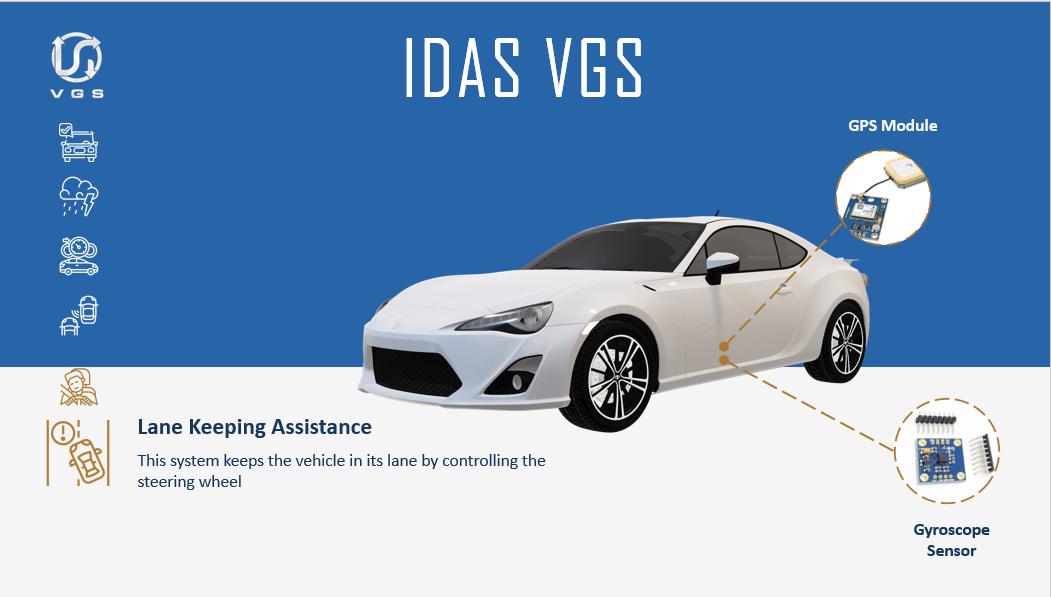 IDAS VGS
VGS
GPS Module
Lane Keeping Assistance
This system keeps the vehicle in its lane by controlling the
steering wheel
Gyroscope
Sensor